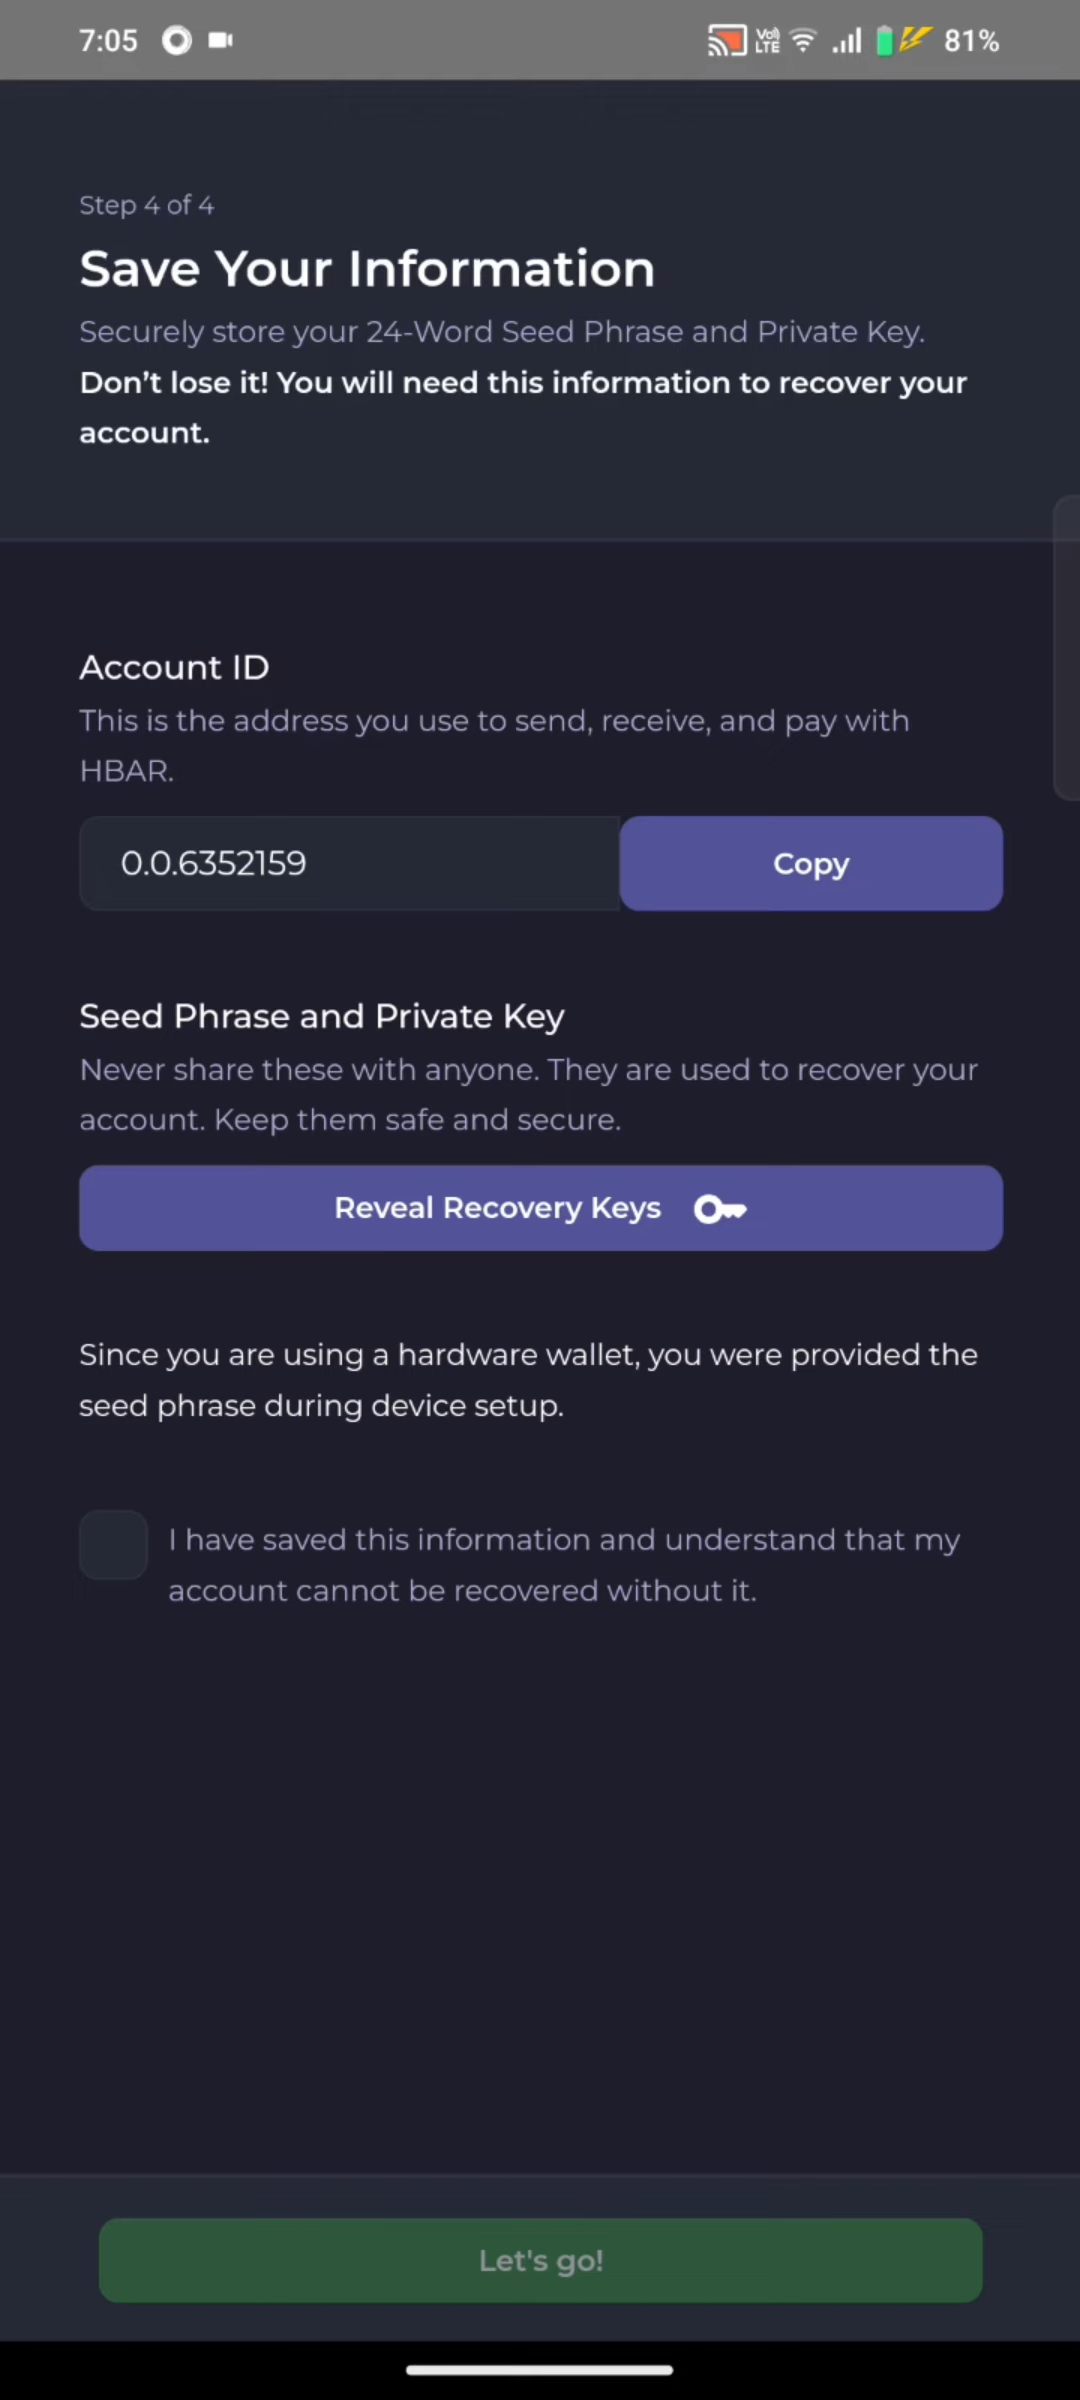 7:05
Vo) LTE
81%
Step 4 of 4
Save Your Information
Securely store your 24-Word Seed Phrase and Private Key.
Don’t lose it! You will need this information to recover your
account.
Account ID
This is the address you use to send, receive, and pay with
HBAR.
0.0.6352159
Copy
Seed Phrase and Private Key
Never share these with anyone. They are used to recover your
account. Keep them safe and secure.
Reveal Recovery Keys
Since you are using a hardware wallet, you were provided the
seed phrase during device setup.
I have saved this information and understand that my
account cannot be recovered without it.
Let's go!